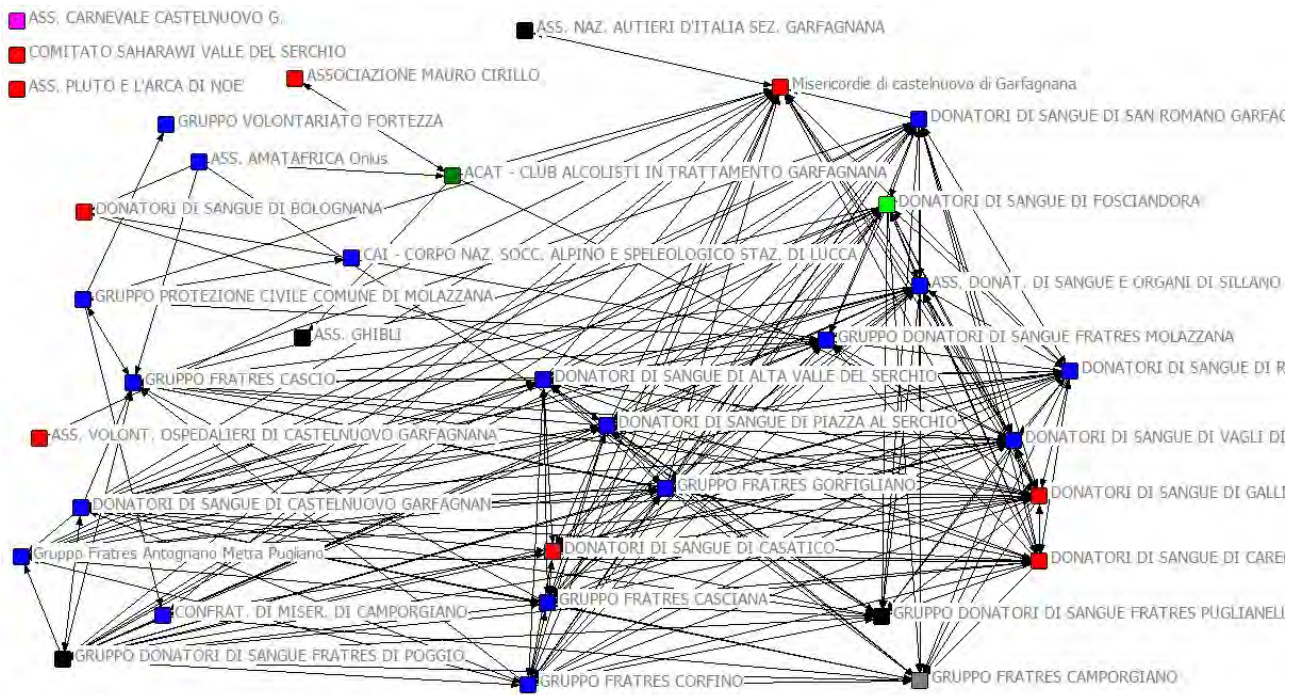 ASS. CARNEVALE CASTELNUOVO G.
ASS. NAZ. AUTIERI D'ITALIA SEZ. GARFAGNANA
COMITATO SAHARAWI VALLE DEL SERCHIO
ASSOCIAZIONE MAURO CIRILLO
ASS. PLUTO E L'ARCA DI NOE'
Misericordie di castelnuovo di Garfagnana
GRUPPO VOLONTARIATO FORTEZZA
DONATORI DI SANGUE DI SAN ROMANO GARFAG
ASS. AMATAFRICA Onlus
ACAT - CLUB ALCOLISTI IN TRATTAMENTO GARFAGNANA
DONATORI DI SANGUE DI BOLOGNANA
DONATORI DI SANGUE DI FOSCIANDORA
CAI - CORPO NAZ. SOCC. ALPINO E SPELEOLOGICO STAZ. DI LUCCA
ASS. DONAT. DI SANGUE E ORGANI DI SILLANO
GRUPPO PROTEZIONE CIVILE COMUNE DI MOLAZZANA
ASS. GHIBLI
GRUPPO DONATORI DI SANGUE FRATRES MOLAZZANA
GRUPPO FRATRES CASCIO
DONATORI DI SANGUE DI ALTA VALLE DEL SERCHIO
DONATORI DI SANGUE DI R
DONATORI DI SANGUE DI PIAZZA AL SERCHIO
ASS. VOLONT. OSPEDALIERI DI CASTELNUOVO GARFAGNANA
DONATORI DI SANGUE DI VAGLI DI
GRUPPO FRATRES GORFIGLIANO
DONATORI DI SANGUE DI GALLI
DONATORI DI SANGUE DI CASTELNUOVO GARFAGNAN
Gruppo Fratres Antognano Metra Pugliano
DONATORI DI SANGUE DI CASATICO
DONATORI DI SANGUE DI CARE
GRUPPO FRATRES CASCIANA
CONFRAT. DI MISER. DI CAMPORGIANO
GRUPPO DONATORI DI SANGUE FRATRES PUGLIANELL
GRUPPO DONATORI DI SANGUE FRATRES DI POGGIO
GRUPPO FRATRES CORFINO
GRUPPO FRATRES CAMPORGIANO